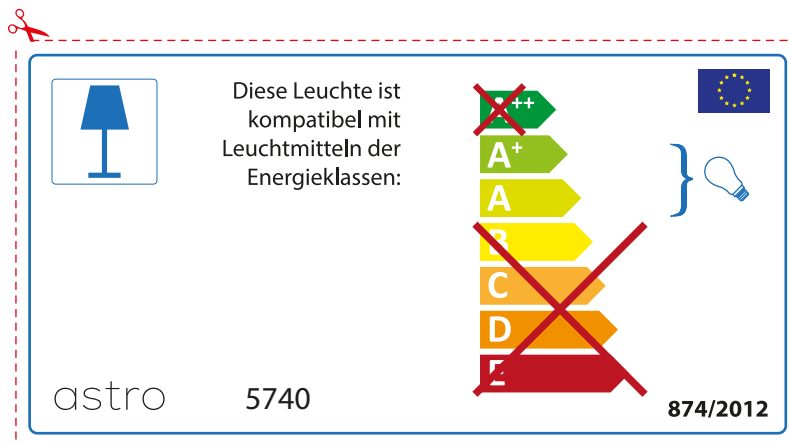 Diese Leuchte ist
kompatibel mit
Leuchtmitteln der
Energieklassen:
A++
A+
A
B
C
D
E
astro
5740
874/2012